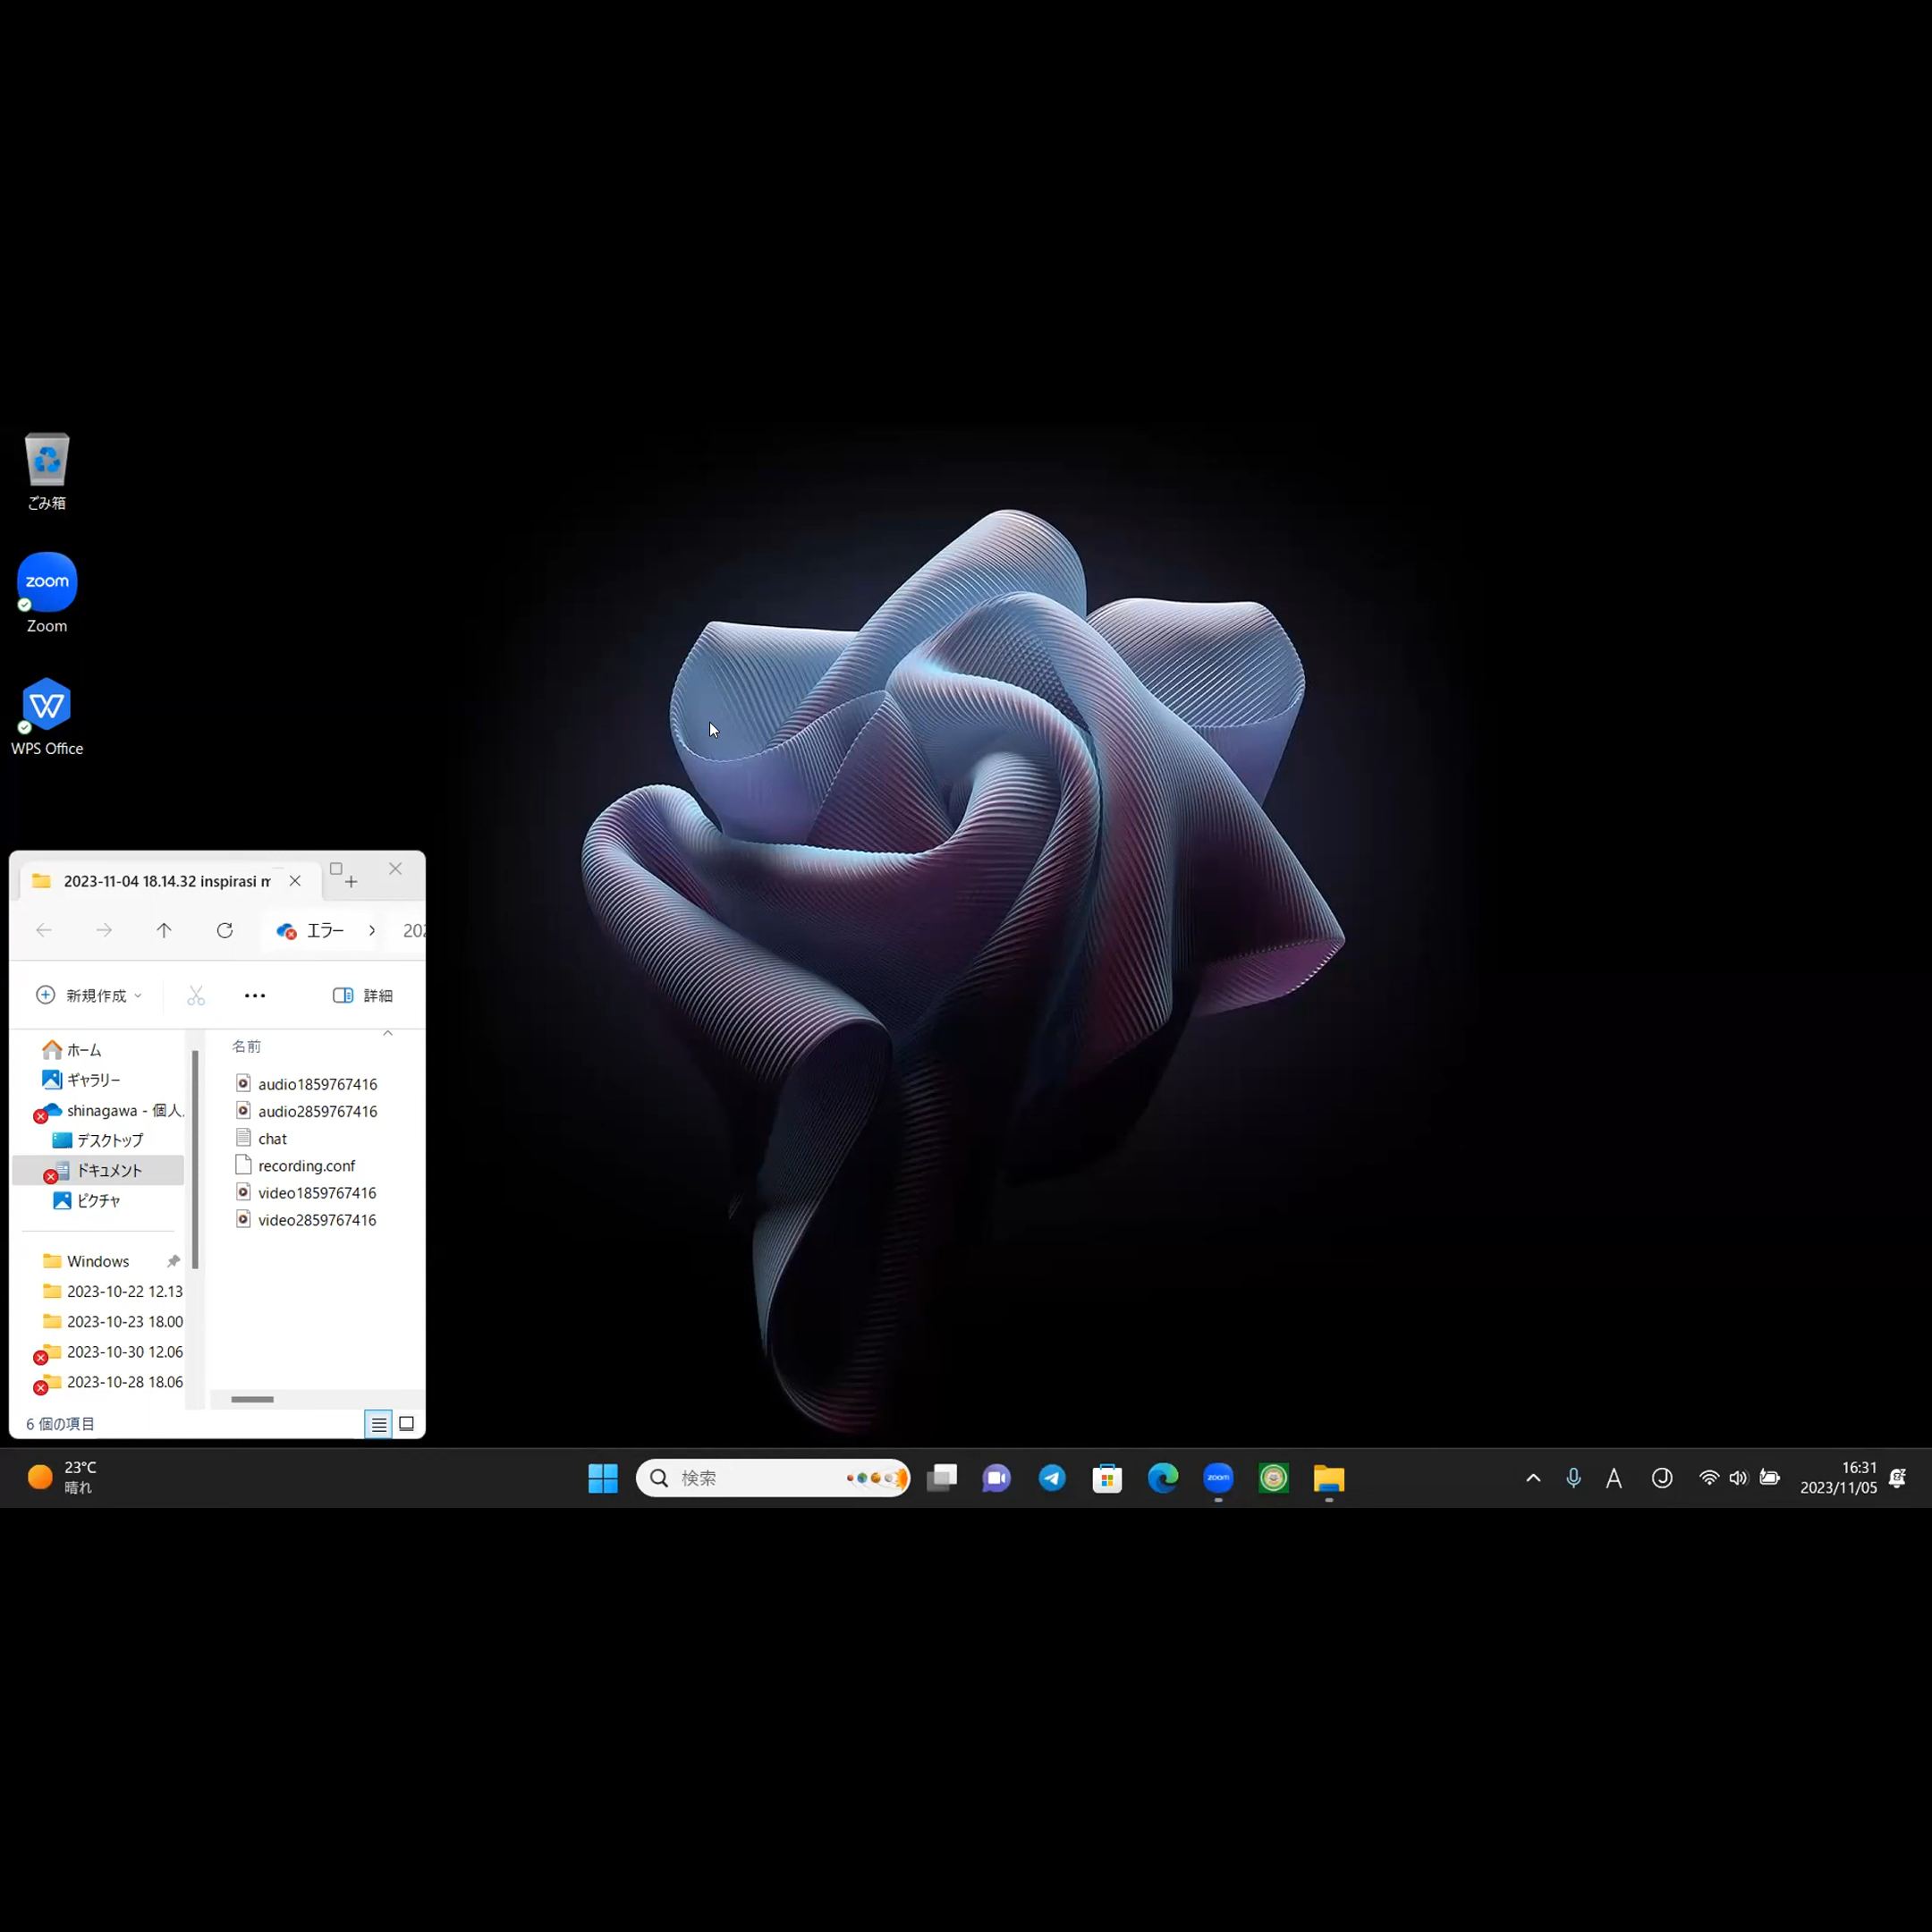 ごみ箱
zoom
Zoom
WPS Office
2023-11-04 18.14.32 inspirasi m
エラー
202
新規作成
詳細
名前
ホーム
ギャラリー
shinagawa - 個人
デスクトップ
ドキュメント
ピクチャ
Windows
2023-10-22 12.13
2023-10-23 18.00
2023-10-30 12.06
2023-10-28 18.06
audio1859767416
audio2859767416
chat
recording.conf
video1859767416
video2859767416
6 個の項目
23°C
晴れ
検索
zoom
A
16:31
2023/11/05